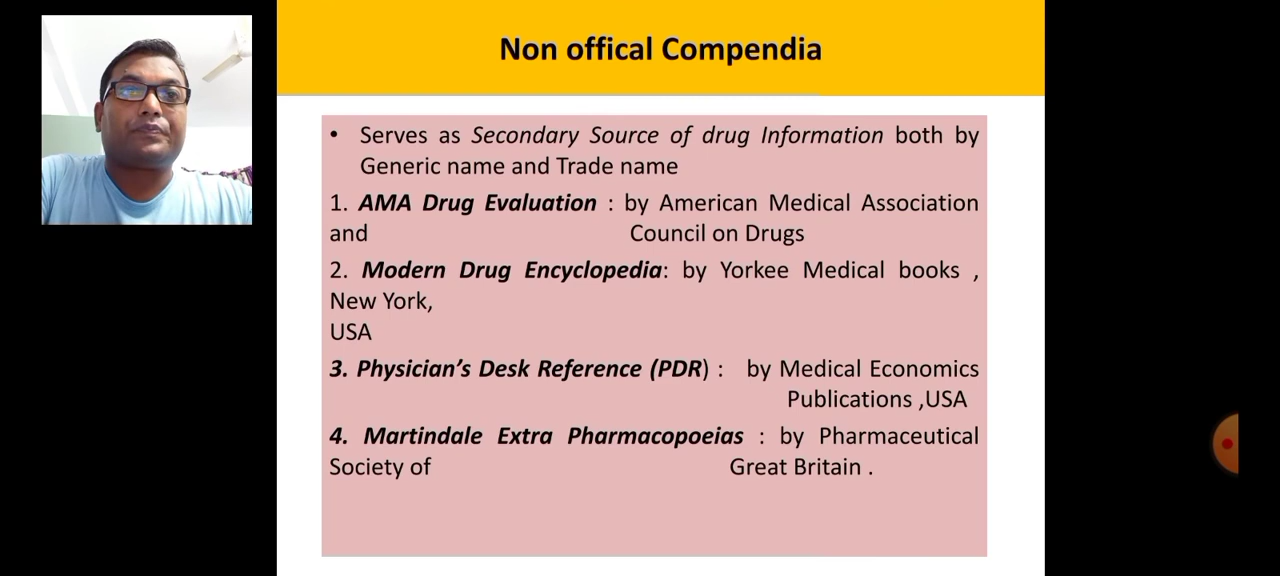 Non offical Compendia
• Serves as Secondary Source of drug Information both by
Generic name and Trade name
1. AMA Drug Evaluation : by American Medical Association
and Council on Drugs
2. Modern Drug Encyclopedia: by Yorkee Medical books ,
New York,
USA
3. Physician’s Desk Reference (PDR) : by Medical Economics
Publications ,USA
4. Martindale Extra Pharmacopoeias : by Pharmaceutical
Society of Great Britain .